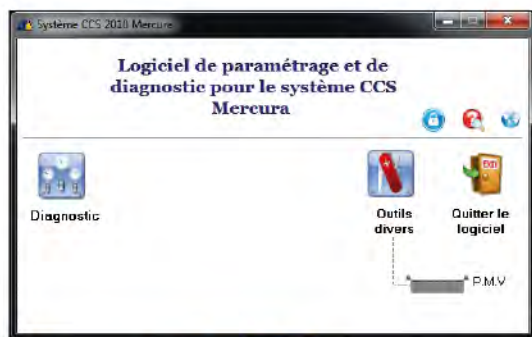 Système CCS 2010 Mercura
Logiciel de paramétrage et de
diagnostic pour le système CCS
Mercura
Diagnostic
Outils
divers
Quitter le
logiciel
EXIT
P.M.V